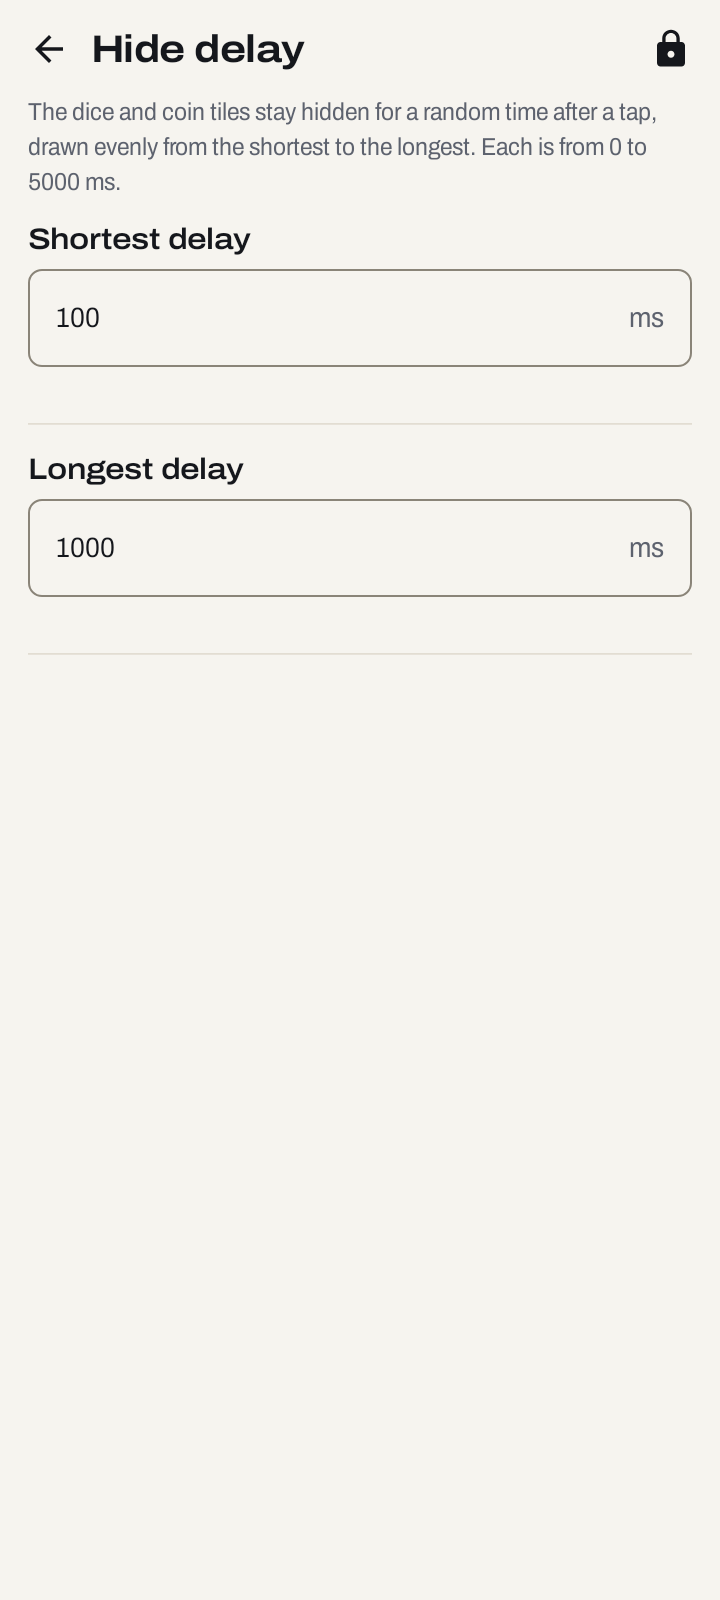 Hide delay
The dice and coin tiles stay hidden for a random time after a tap,
drawn evenly from the shortest to the longest. Each is from 0 to
5000 ms.
Shortest delay
100 ms
Longest delay
1000 ms